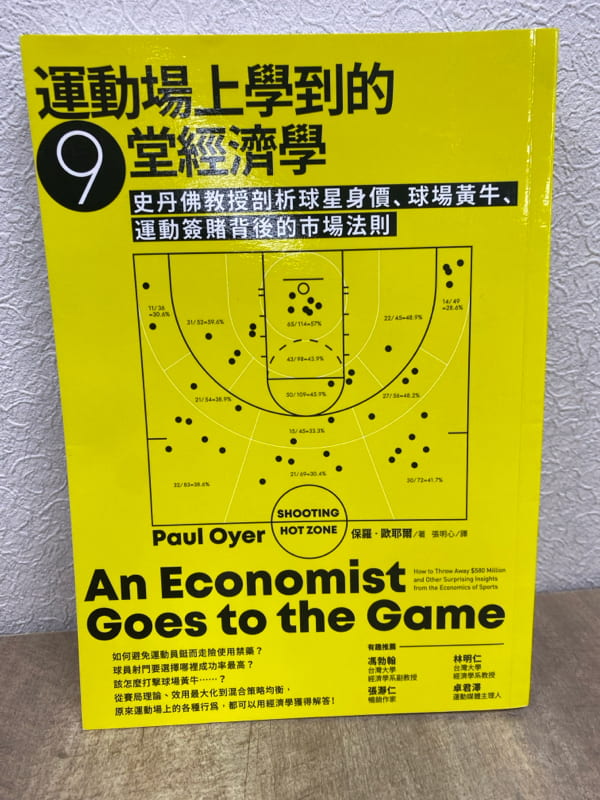 運動場上學到的
9 堂經濟學
史丹佛教授剖析球星身價、球場黃牛、
運動簽賭背後的市場法則
11/36
=30.6%
31/52=59.6%
65/114=57%
22/45=48.9%
14/49
=28.6%
43/98=43.9%
21/54=38.9%
50/109=45.9%
27/56=48.2%
15/45=33.3%
32/83=38.6%
21/69=30.4%
30/72=41.7%
SHOOTING
HOT ZONE
Paul Oyer
保羅·歐耶爾/著 張明心/譯
An Economist
Goes to the Game
How to Throw Away $580 Million
and Other Surprising Insights
from the Economics of Sports
如何避免運動員鋌而走險使用禁藥？
球員射門要選擇哪裡成功率最高？
該怎麼打擊球場黃牛……？
從賽局理論、效用最大化到混合策略均衡，
原來運動場上的各種行為，都可以用經濟學獲得解答！
有趣推薦
馮勃翰
台灣大學
經濟學系副教授
林明仁
台灣大學
經濟學系教授
張瀞仁
暢銷作家
卓君澤
運動媒體主理人